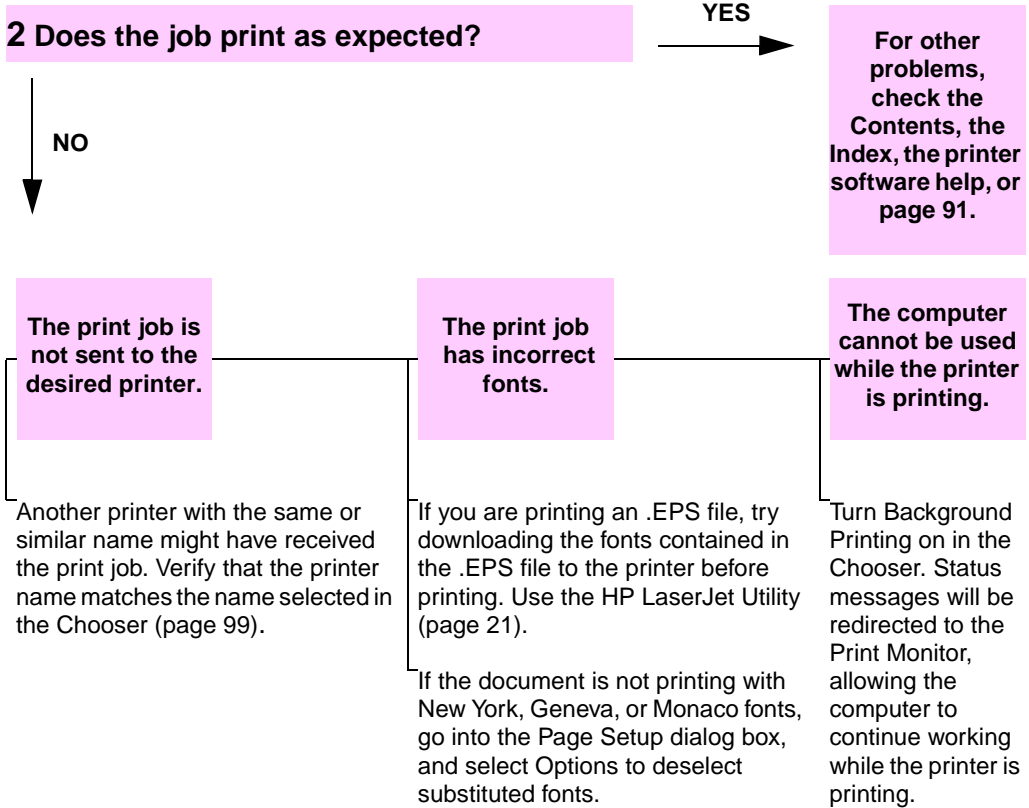 2 Does the job print as expected?
YES
For other
problems,
check the
Contents, the
Index, the printer
software help, or
page 91.
NO
The print job is
not sent to the
desired printer.
The print job
has incorrect
fonts.
The computer
cannot be used
while the printer
is printing.
Another printer with the same or
similar name might have received
the print job. Verify that the printer
name matches the name selected in
the Chooser (page 99).
If you are printing an .EPS file, try
downloading the fonts contained in
the .EPS file to the printer before
printing. Use the HP LaserJet Utility
(page 21).
If the document is not printing with
New York, Geneva, or Monaco fonts,
go into the Page Setup dialog box,
and select Options to deselect
substituted fonts.
Turn Background
Printing on in the
Chooser. Status
messages will be
redirected to the
Print Monitor,
allowing the
computer to
continue working
while the printer is
printing.